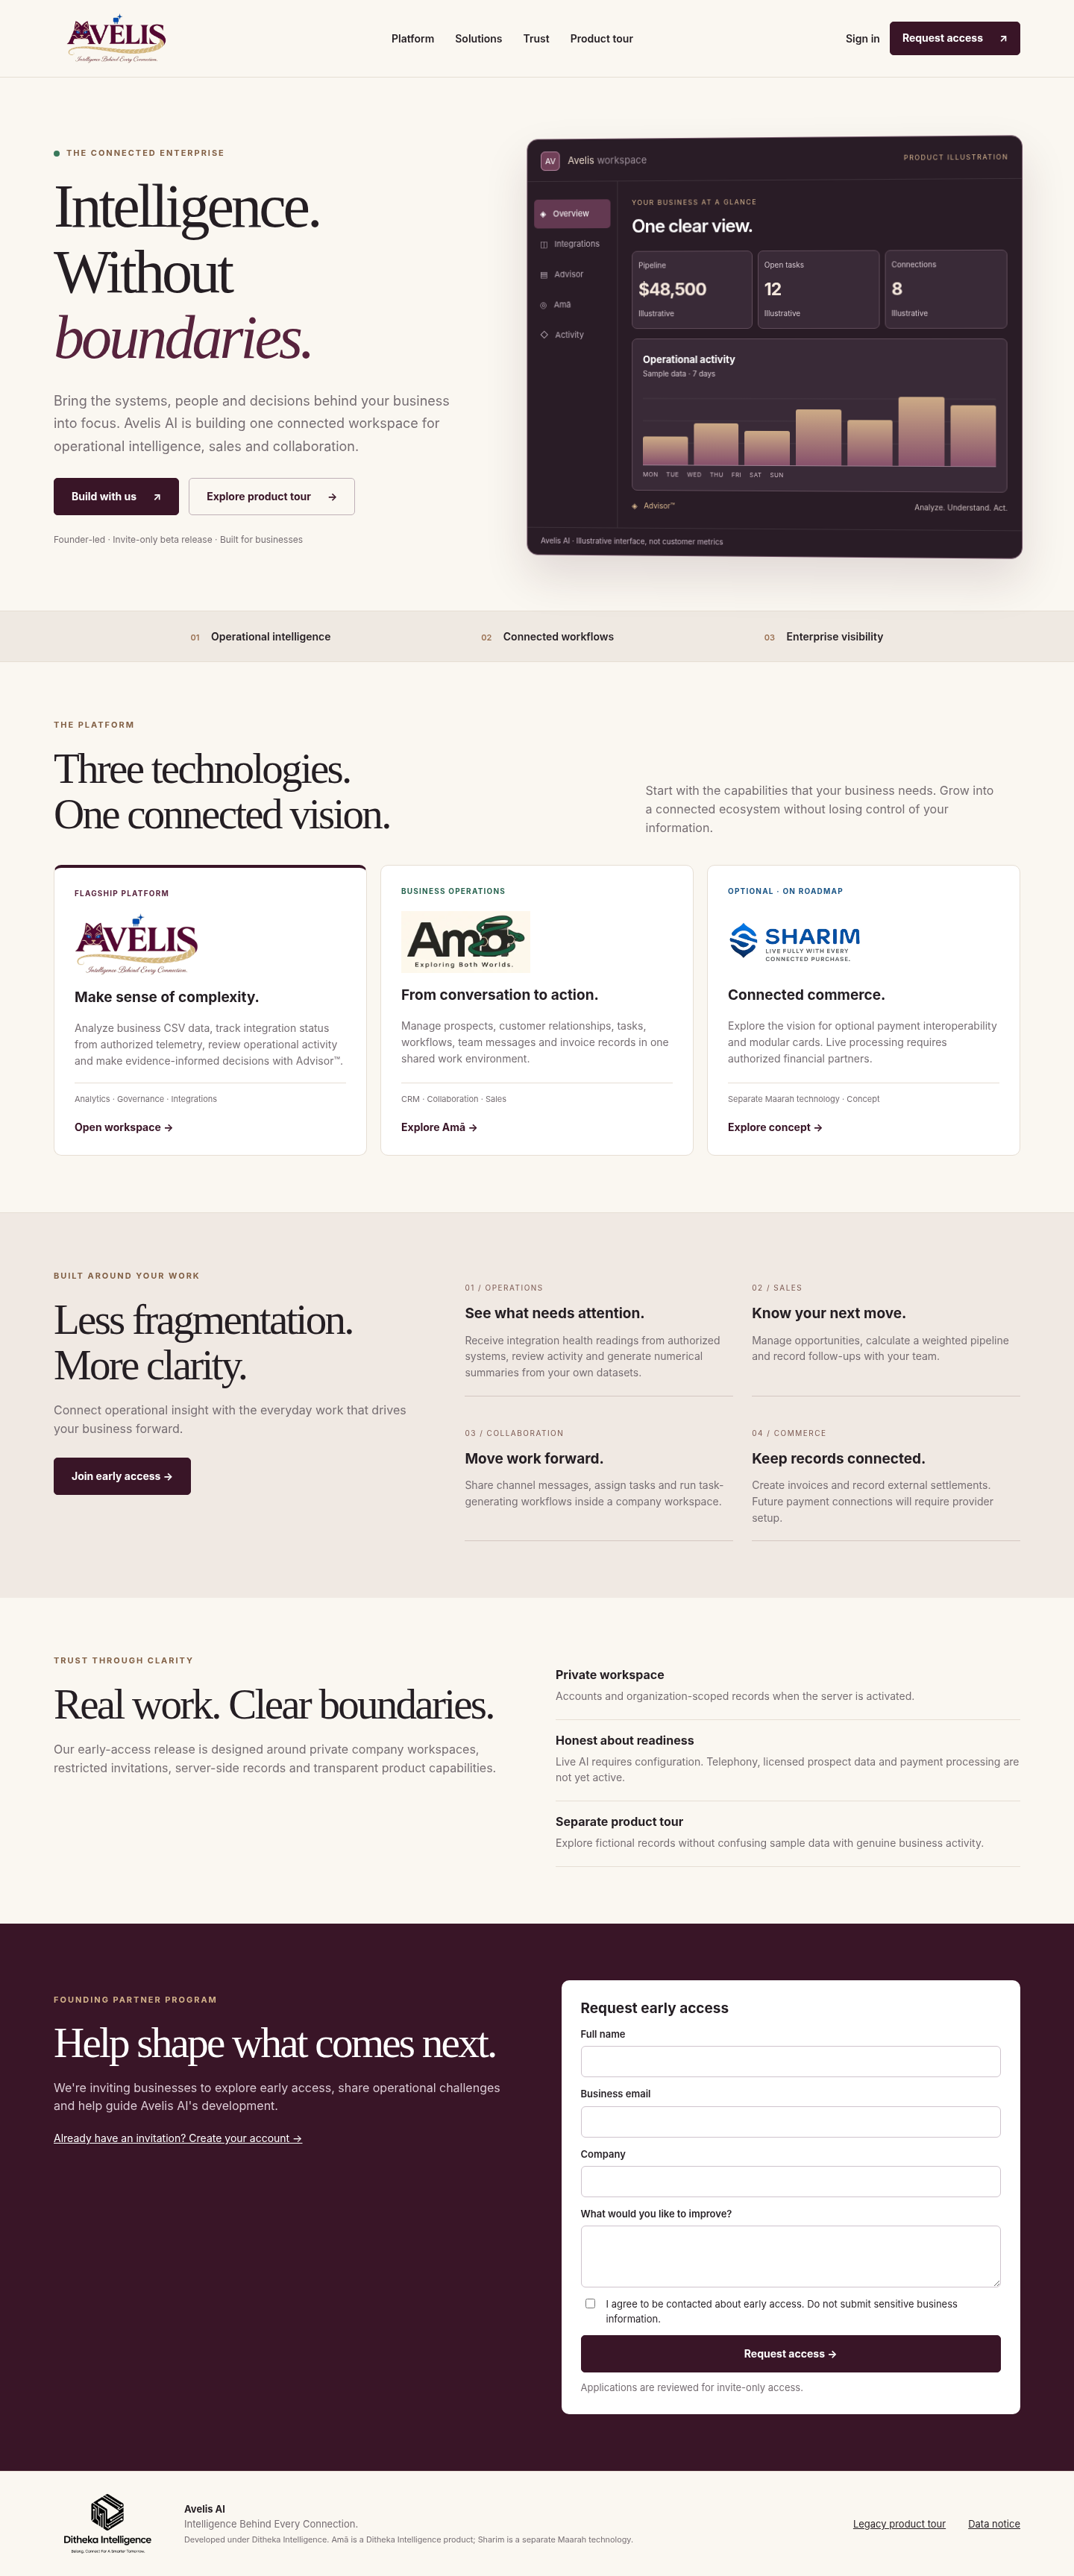 AVĒLIS
Intelligence Behind Every Connection.
Platform
Solutions
Trust
Product tour
Sign in
Request access ↗
THE CONNECTED ENTERPRISE
Intelligence.
Without
boundaries.
Bring the systems, people and decisions behind your business
into focus. Avelis AI is building one connected workspace for
operational intelligence, sales and collaboration.
Build with us ↗
Explore product tour →
Founder-led · Invite-only beta release · Built for businesses
AV
Avelis workspace
PRODUCT ILLUSTRATION
Overview
Integrations
Advisor
Amā
Activity
YOUR BUSINESS AT A GLANCE
One clear view.
Pipeline
$48,500
Illustrative
Open tasks
12
Illustrative
Connections
8
Illustrative
Operational activity
Sample data · 7 days
MON TUE WED THU FRI SAT SUN
Advisor™
Analyze. Understand. Act.
Avelis AI · Illustrative interface, not customer metrics
01 Operational intelligence
02 Connected workflows
03 Enterprise visibility
THE PLATFORM
Three technologies.
One connected vision.
Start with the capabilities that your business needs. Grow into
a connected ecosystem without losing control of your
information.
FLAGSHIP PLATFORM
AVĒLIS
Intelligence Behind Every Connection.
Make sense of complexity.
Analyze business CSV data, track integration status
from authorized telemetry, review operational activity
and make evidence-informed decisions with Advisor™.
Analytics · Governance · Integrations
Open workspace →
BUSINESS OPERATIONS
Amā
Exploring Both Worlds.
From conversation to action.
Manage prospects, customer relationships, tasks,
workflows, team messages and invoice records in one
shared work environment.
CRM · Collaboration · Sales
Explore Amā →
OPTIONAL · ON ROADMAP
SHARIM
LIVE FULLY WITH EVERY
CONNECTED PURCHASE.
Connected commerce.
Explore the vision for optional payment interoperability
and modular cards. Live processing requires
authorized financial partners.
Separate Maarah technology · Concept
Explore concept →
BUILT AROUND YOUR WORK
Less fragmentation.
More clarity.
Connect operational insight with the everyday work that drives
your business forward.
Join early access →
01 / OPERATIONS
See what needs attention.
Receive integration health readings from authorized
systems, review activity and generate numerical
summaries from your own datasets.
02 / SALES
Know your next move.
Manage opportunities, calculate a weighted pipeline
and record follow-ups with your team.
03 / COLLABORATION
Move work forward.
Share channel messages, assign tasks and run task-
generating workflows inside a company workspace.
04 / COMMERCE
Keep records connected.
Create invoices and record external settlements.
Future payment connections will require provider
setup.
TRUST THROUGH CLARITY
Real work. Clear boundaries.
Our early-access release is designed around private company workspaces,
restricted invitations, server-side records and transparent product capabilities.
Private workspace
Accounts and organization-scoped records when the server is activated.
Honest about readiness
Live AI requires configuration. Telephony, licensed prospect data and payment processing are
not yet active.
Separate product tour
Explore fictional records without confusing sample data with genuine business activity.
FOUNDING PARTNER PROGRAM
Help shape what comes next.
We're inviting businesses to explore early access, share operational challenges
and help guide Avelis AI's development.
Already have an invitation? Create your account →
Request early access
Full name
Business email
Company
What would you like to improve?
I agree to be contacted about early access. Do not submit sensitive business
information.
Request access →
Applications are reviewed for invite-only access.
Ditheka Intelligence
Belong. Connect For A Smarter Tomorrow.
Avelis AI
Intelligence Behind Every Connection.
Developed under Ditheka Intelligence. Amā is a Ditheka Intelligence product; Sharim is a separate Maarah technology.
Legacy product tour
Data notice